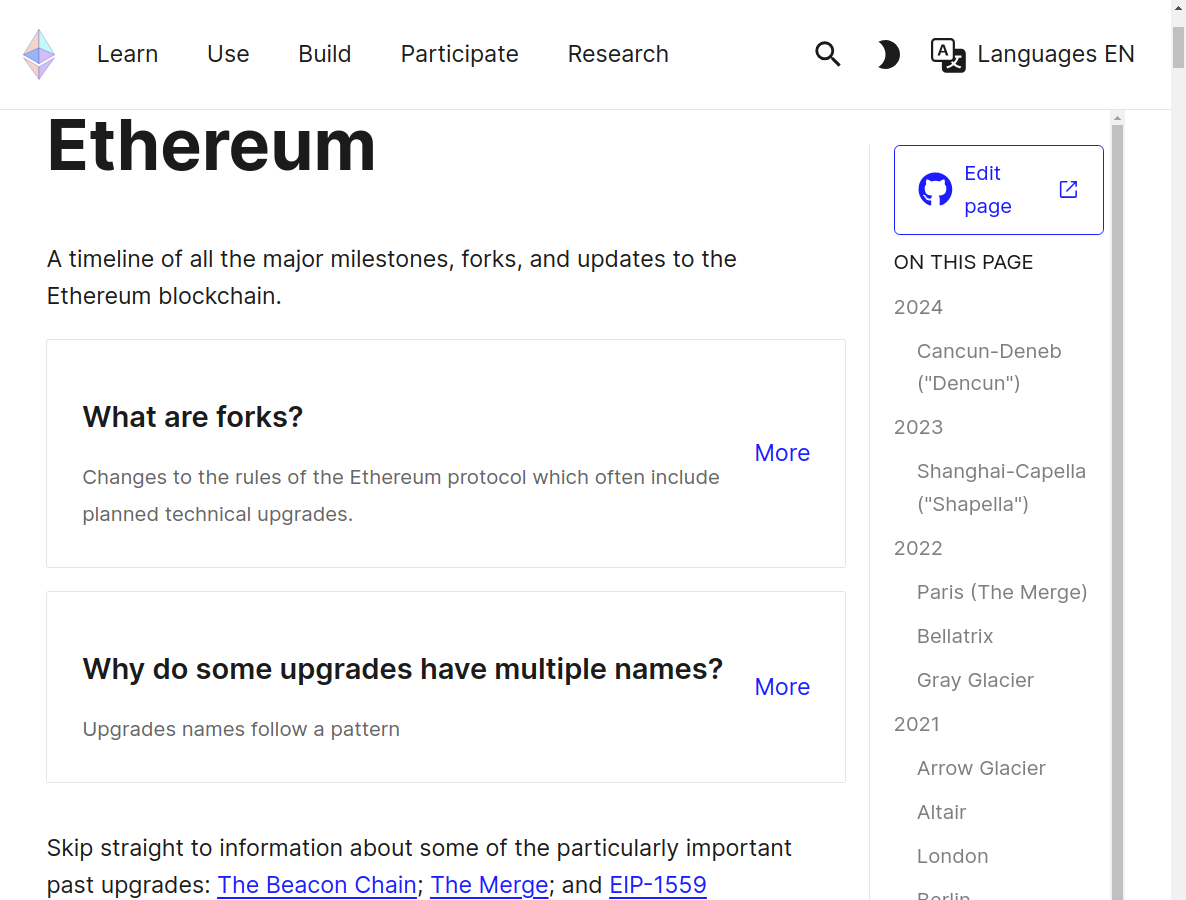 Learn Use Build Participate Research Languages EN
Ethereum
A timeline of all the major milestones, forks, and updates to the
Ethereum blockchain.
What are forks?
Changes to the rules of the Ethereum protocol which often include
planned technical upgrades.
More
Why do some upgrades have multiple names?
Upgrades names follow a pattern
More
Skip straight to information about some of the particularly important
past upgrades: The Beacon Chain; The Merge; and EIP-1559
Edit
page
ON THIS PAGE
2024
Cancun-Deneb
("Dencun")
2023
Shanghai-Capella
("Shapella")
2022
Paris (The Merge)
Bellatrix
Gray Glacier
2021
Arrow Glacier
Altair
London
Berlin